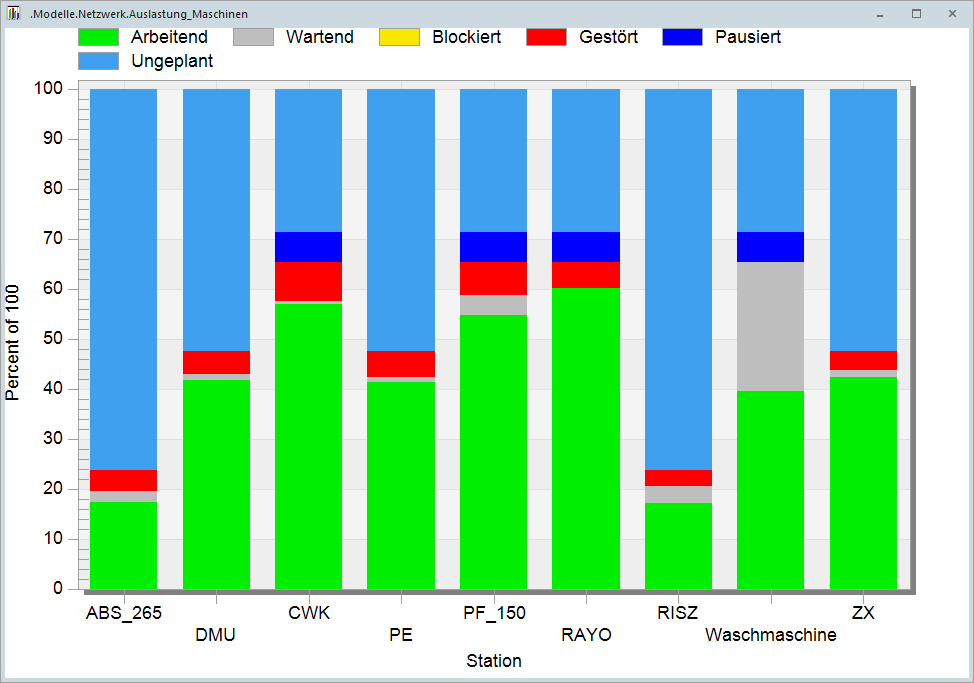 .Modelle.Netzwerk.Auslastung_Maschinen
Arbeitend Wartend Blockiert Gestört Pausiert
Ungeplant
100
90
80
70
60
50
40
30
20
10
0
Percent of 100
ABS_265 CWK PF_150 RISZ ZX
DMU PE RAYO Waschmaschine
Station